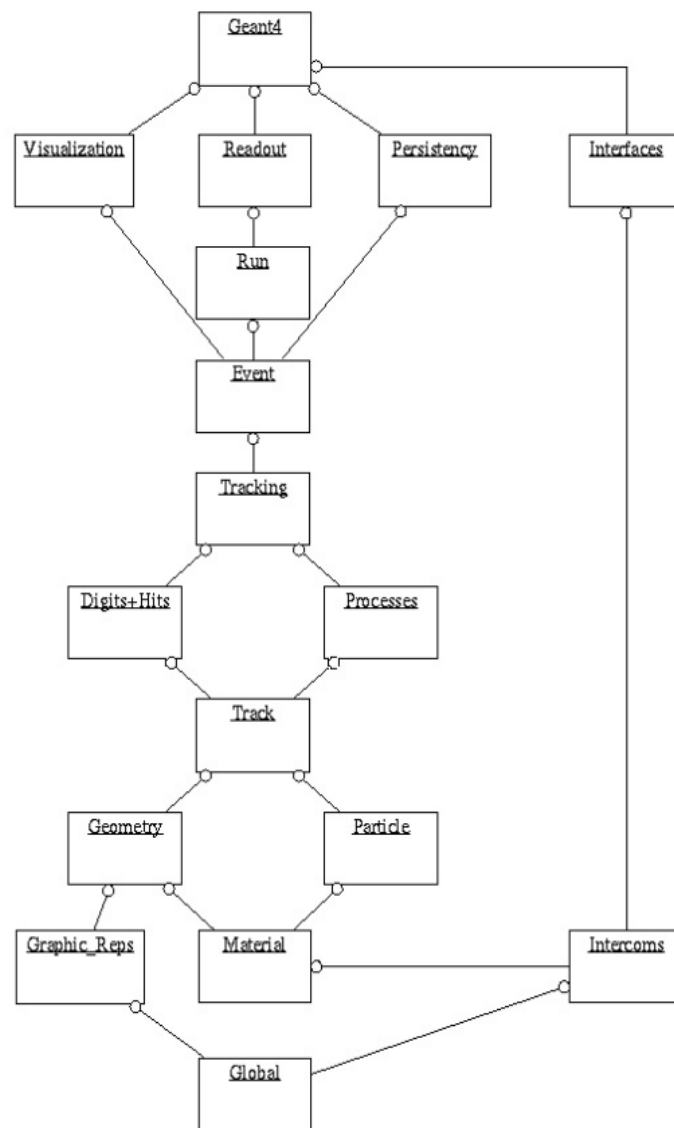 Geant4
Visualization
Readout
Persistency
Interfaces
Run
Event
Tracking
Digits+Hits
Processes
Track
Geometry
Particle
Graphic_Reps
Material
Intercoms
Global